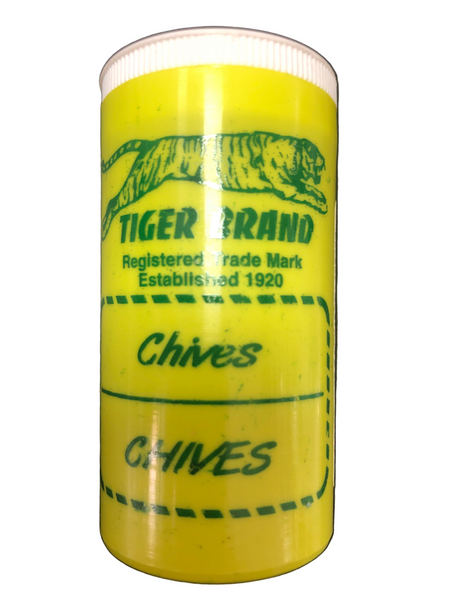 TIGER BRAND
Registered Trade Mark
Established 1920
Chives
CHIVES